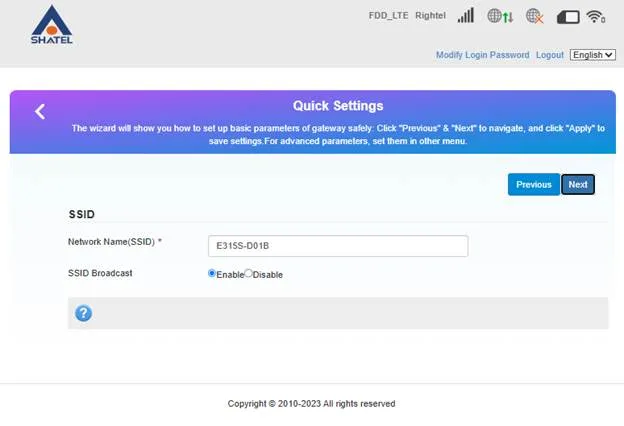 FDD_LTE Rightel
SHATEL
Modify Login Password Logout English
Quick Settings
The wizard will show you how to set up basic parameters of gateway safely: Click "Previous" & "Next" to navigate, and click "Apply" to
save settings.For advanced parameters, set them in other menu.
Previous Next
SSID
Network Name(SSID) *
E31SS-D01B
SSID Broadcast
Enable Disable
?
Copyright © 2010-2023 All rights reserved